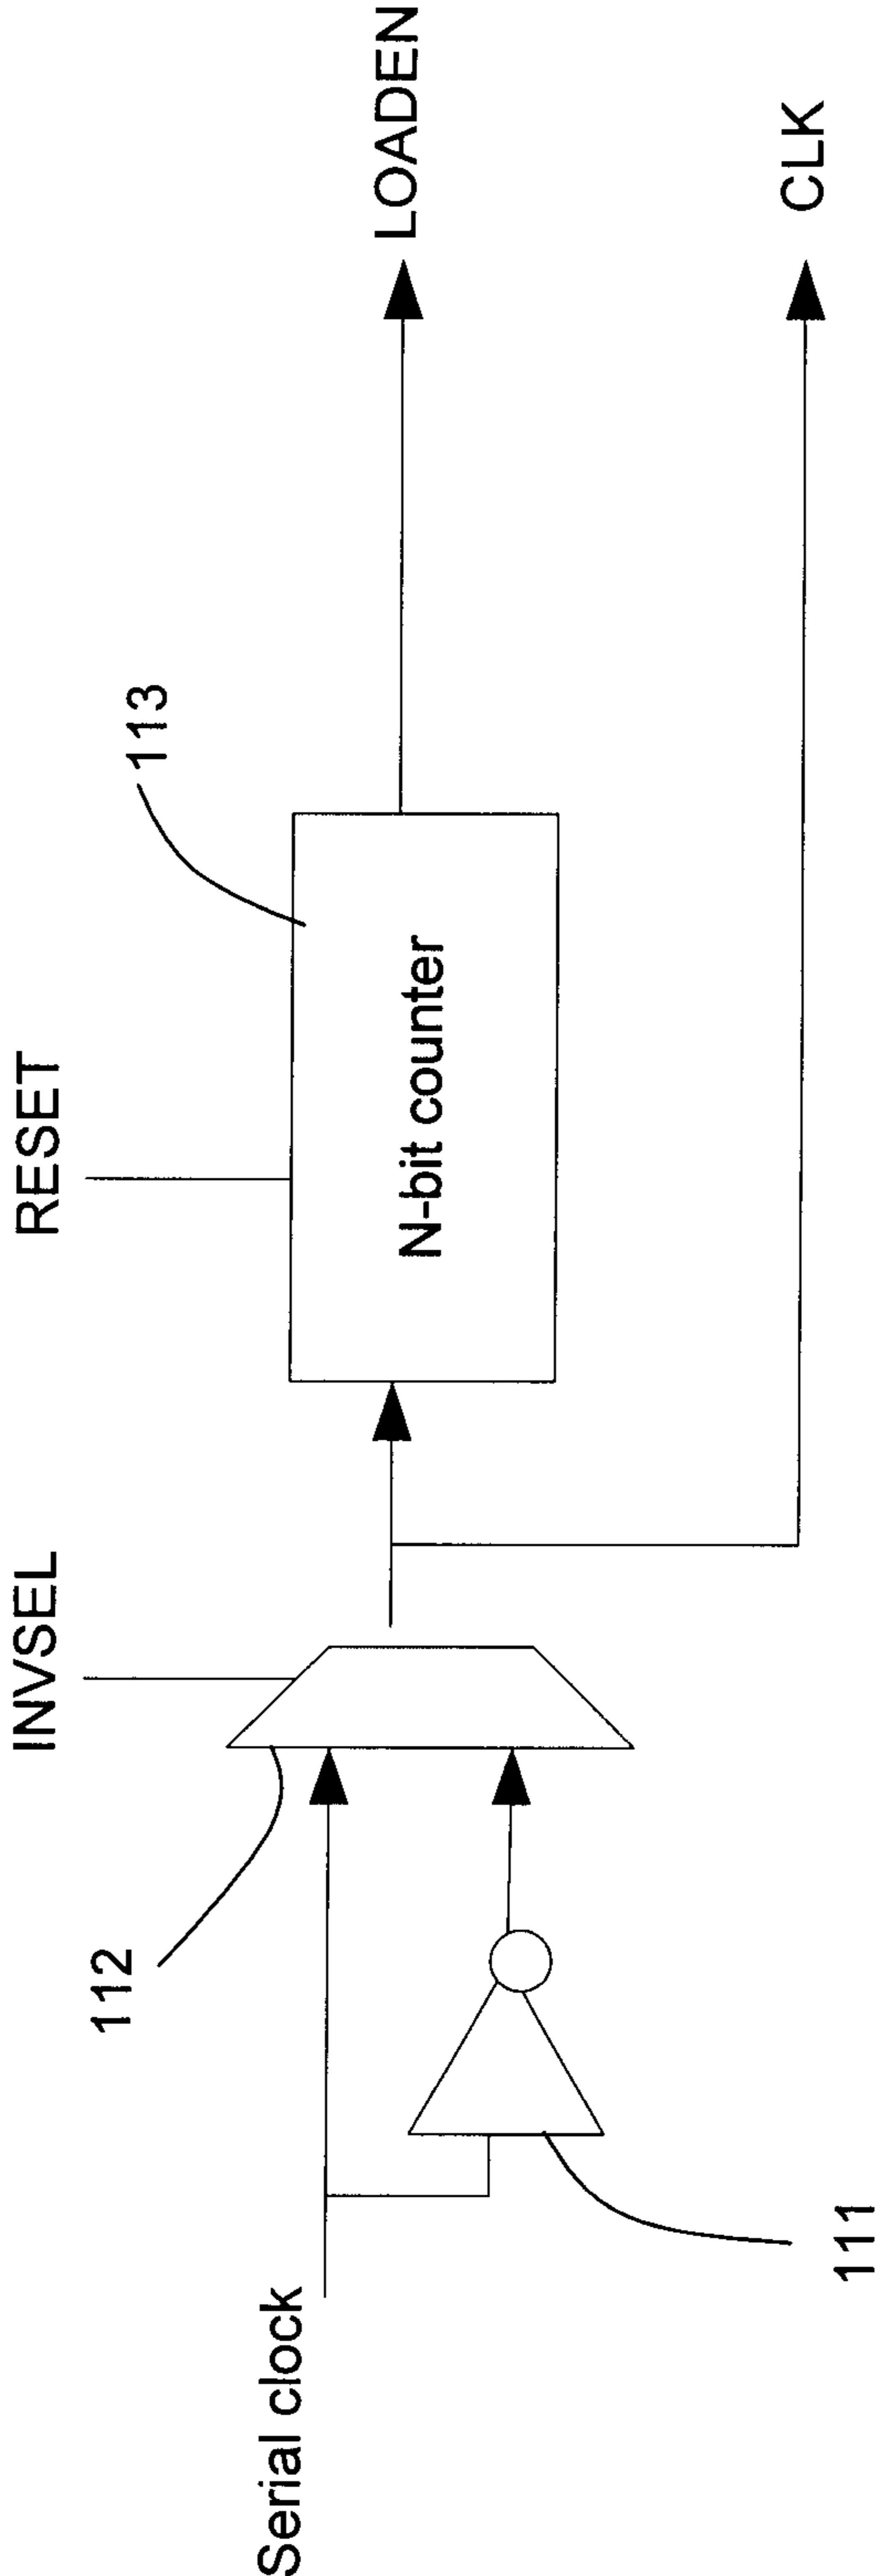 Serial clock
111
112
INVSEL
RESET
N-bit counter
113
LOADEN
CLK